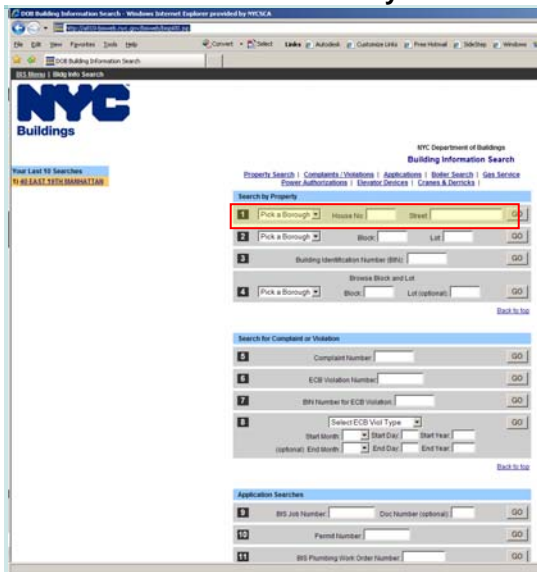 DOB Building Information Search - Windows Internet Explorer provided by NYCSCA
File Edit View Favorites Tools Help
Convert Select Links Autodesk Customize Links Free Hotmail SideStep Windows
DOB Building Information Search
BIS Menu | Bldg Info Search
NYC
Buildings
NYC Department of Buildings
Building Information Search
Your Last 10 Searches
1) 40 EAST 19TH MANHATTAN
Property Search | Complaints/Violations | Applications | Boiler Search | Gas Service
Power Authorizations | Elevator Devices | Cranes & Derricks |
Search by Property
1 Pick a Borough House No: Street: GO
2 Pick a Borough Block: Lot: GO
3 Building Identification Number (BIN): GO
Browse Block and Lot
4 Pick a Borough Block: Lot (optional): GO
Back to top
Search for Complaint or Violation
5 Complaint Number: GO
6 ECB Violation Number: GO
7 BIN Number for ECB Violation: GO
8 Select ECB Viol Type GO
Start Month: Start Day: Start Year:
(optional) End Month: End Day: End Year:
Back to top
Application Searches
9 BIS Job Number: Doc Number (optional): GO
10 Permit Number: GO
11 BIS Plumbing Work Order Number: GO